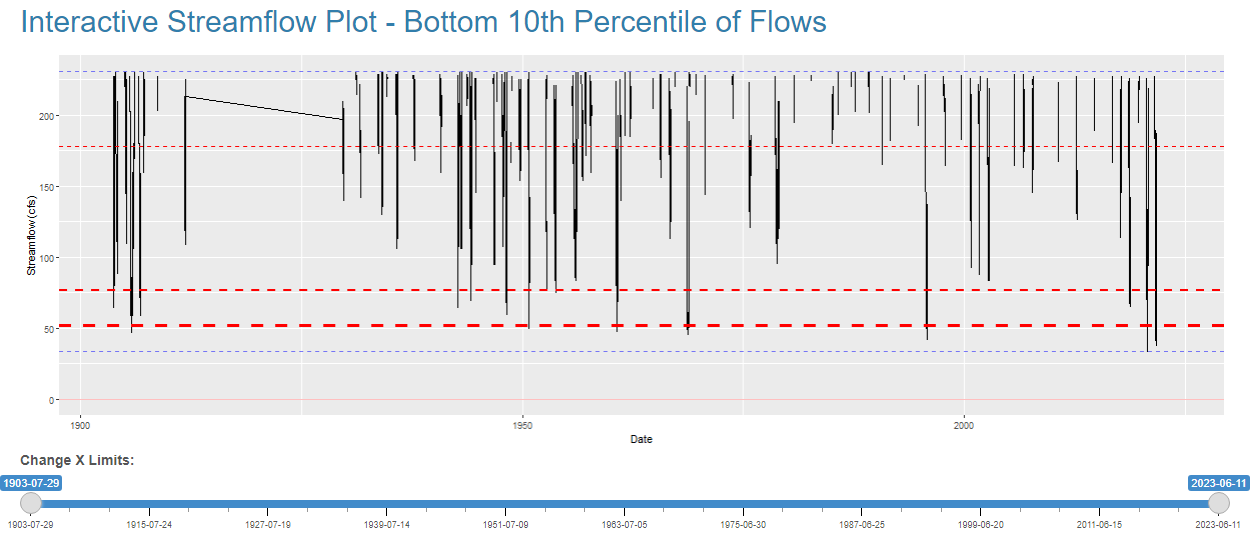 Interactive Streamflow Plot - Bottom 10th Percentile of Flows
Streamflow (cfs)
200
150
100
50
0
1900 1950 2000
Date
Change X Limits:
1903-07-29 2023-06-11
1903-07-29 1915-07-24 1927-07-19 1939-07-14 1951-07-09 1963-07-05 1975-06-30 1987-06-25 1999-06-20 2011-06-15 2023-06-11